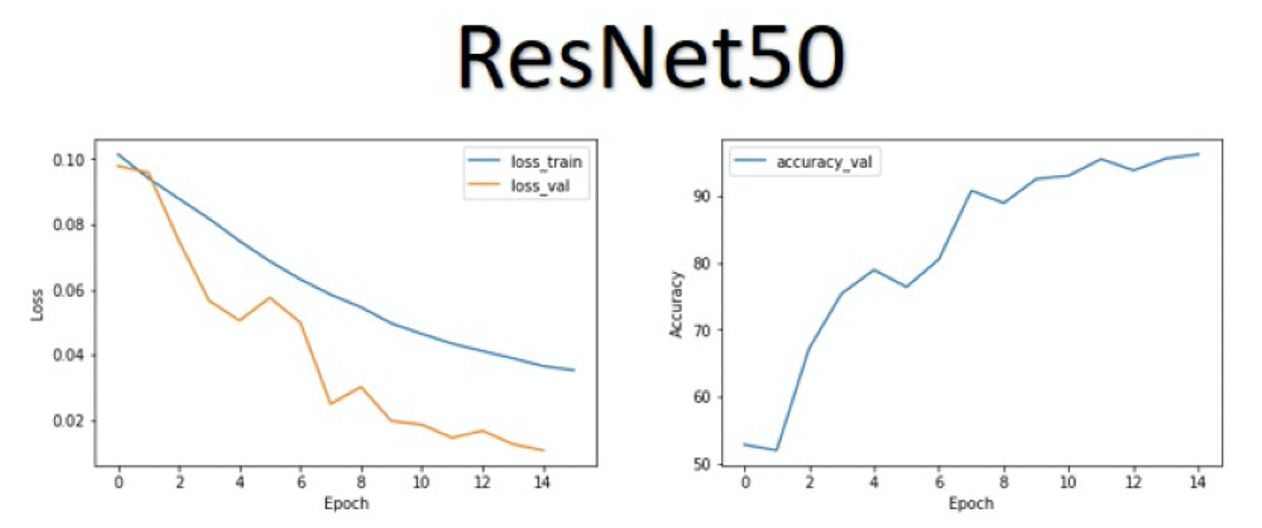 ResNet50
0.10
0.08
0.06
0.04
0.02
Loss
loss_train
loss_val
0 2 4 6 8 10 12 14
Epoch
90
80
70
60
50
Accuracy
accuracy_val
0 2 4 6 8 10 12 14
Epoch